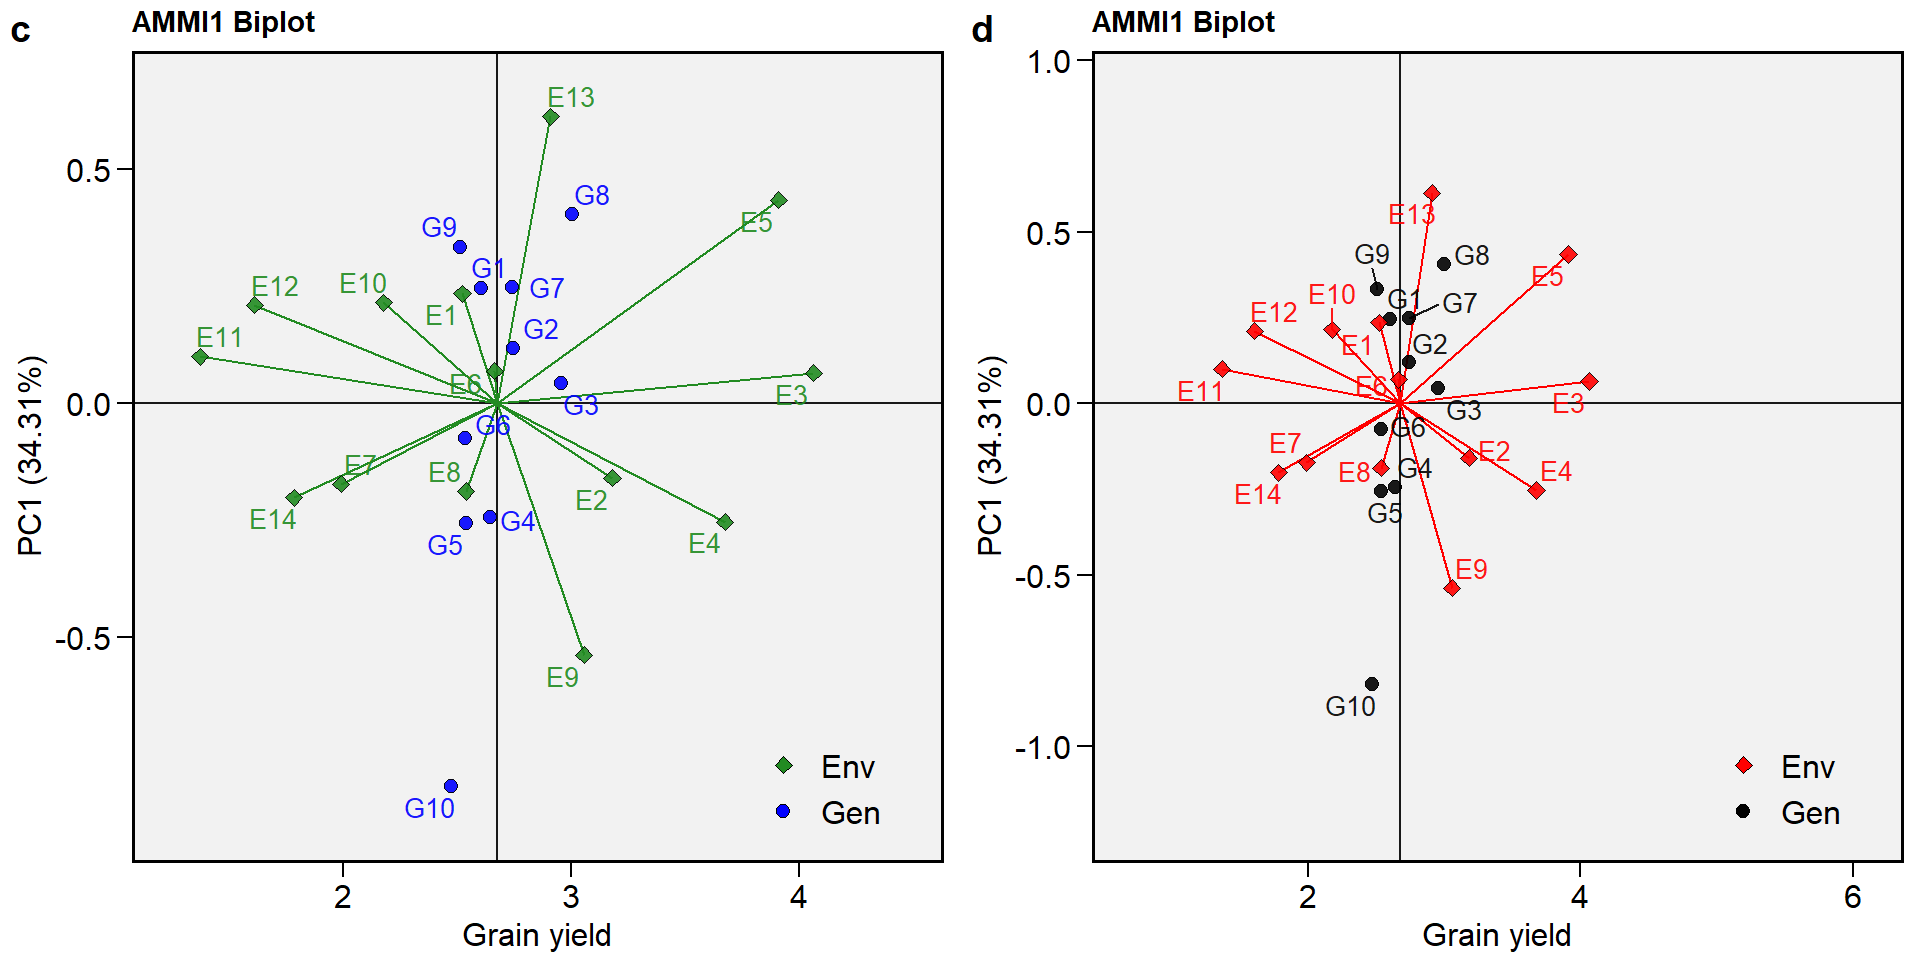 c
AMMI1 Biplot
E13
G8
E5
G9
G1
G7
E12
E10
E1
G2
E11
E6
E3
G3
0.5
0.0
-0.5
PC1 (34.31%)
G6
E7
E8
E2
E14
G4
G5
E4
E9
G10
Env
Gen
2
3
4
Grain yield
d
AMMI1 Biplot
1.0
0.5
0.0
-0.5
-1.0
PC1 (34.31%)
E13
G9
G8
E5
E10
G1
G7
E12
E1
G2
E11
E6
E3
G3
G6
E7
E2
E8
G4
E4
E14
G5
E9
G10
Env
Gen
2
4
6
Grain yield